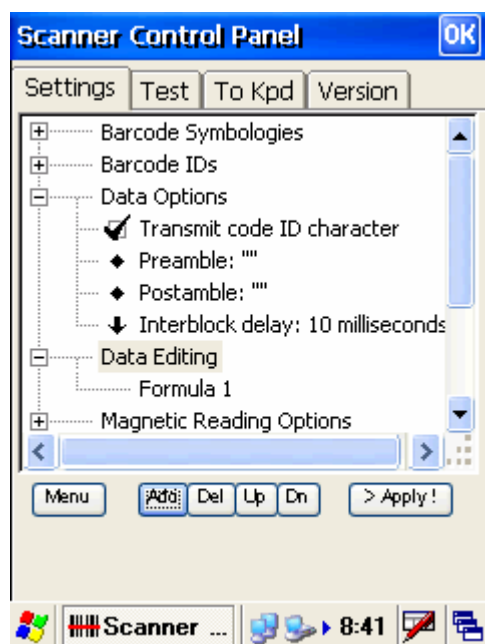 Scanner Control Panel OK
Settings Test To Kpd Version
Barcode Symbologies
Barcode IDs
Data Options
Transmit code ID character
Preamble: ""
Postamble: ""
Interblock delay: 10 milliseconds
Data Editing
Formula 1
Magnetic Reading Options
Menu Add Del Up Dn > Apply !
Scanner ... 8:41